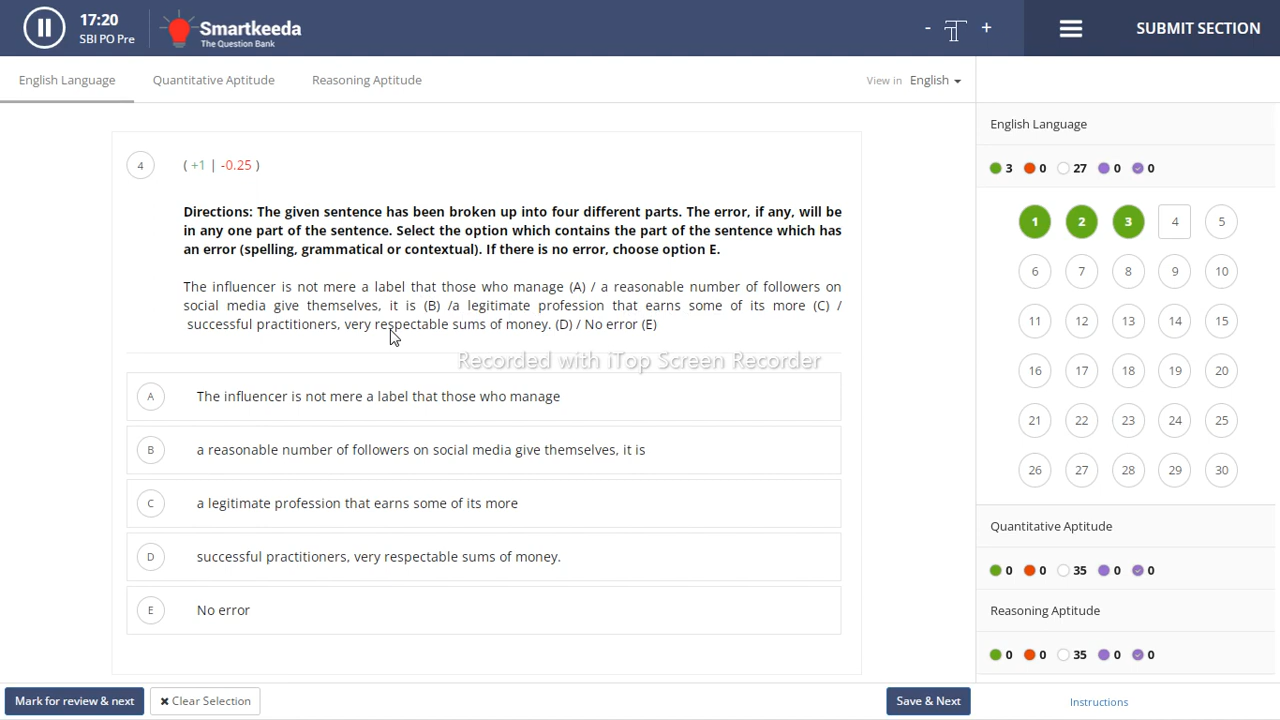 17:20
SBI PO Pre
Smartkeeda
The Question Bank
- T +
SUBMIT SECTION
English Language
Quantitative Aptitude
Reasoning Aptitude
View in English
English Language
3 0 27 0 0
4
( +1 | -0.25 )
Directions: The given sentence has been broken up into four different parts. The error, if any, will be
in any one part of the sentence. Select the option which contains the part of the sentence which has
an error (spelling, grammatical or contextual). If there is no error, choose option E.
The influencer is not mere a label that those who manage (A) / a reasonable number of followers on
social media give themselves, it is (B) /a legitimate profession that earns some of its more (C) /
successful practitioners, very respectable sums of money. (D) / No error (E)
Recorded with iTop Screen Recorder
A The influencer is not mere a label that those who manage
B a reasonable number of followers on social media give themselves, it is
C a legitimate profession that earns some of its more
D successful practitioners, very respectable sums of money.
E No error
1 2 3 4 5
6 7 8 9 10
11 12 13 14 15
16 17 18 19 20
21 22 23 24 25
26 27 28 29 30
Quantitative Aptitude
0 0 35 0 0
Reasoning Aptitude
0 0 35 0 0
Mark for review & next
Clear Selection
Save & Next
Instructions